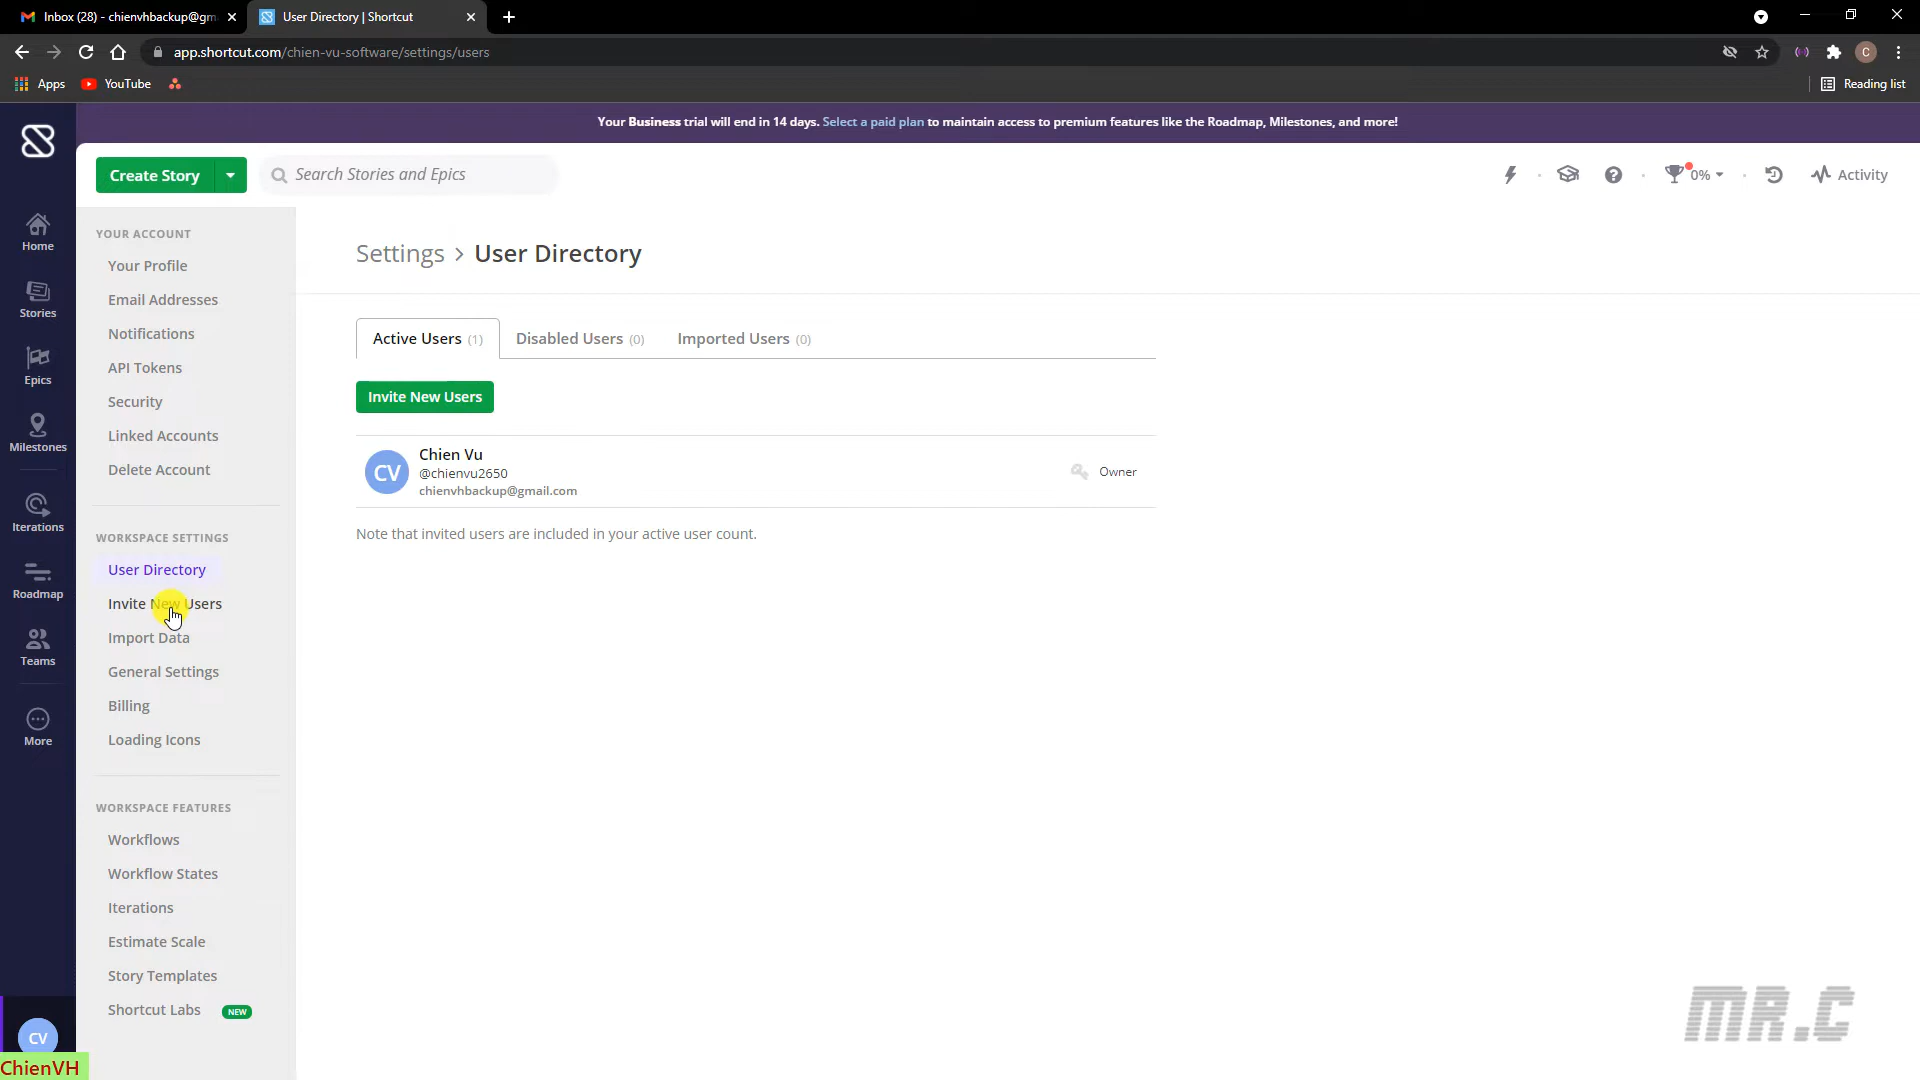 Inbox (28) - chienvhbackup@gm
User Directory | Shortcut
app.shortcut.com/chien-vu-software/settings/users
Apps
YouTube
Reading list
Your Business trial will end in 14 days. Select a paid plan to maintain access to premium features like the Roadmap, Milestones, and more!
Create Story
Search Stories and Epics
0%
Activity
Home
Stories
Epics
Milestones
Iterations
Roadmap
Teams
More
CV
ChienVH
YOUR ACCOUNT
Your Profile
Email Addresses
Notifications
API Tokens
Security
Linked Accounts
Delete Account
WORKSPACE SETTINGS
User Directory
Invite New Users
Import Data
General Settings
Billing
Loading Icons
WORKSPACE FEATURES
Workflows
Workflow States
Iterations
Estimate Scale
Story Templates
Shortcut Labs NEW
Settings > User Directory
Active Users (1)
Disabled Users (0)
Imported Users (0)
Invite New Users
CV
Chien Vu
@chienvu2650
chienvhbackup@gmail.com
Owner
Note that invited users are included in your active user count.
MR.C
C